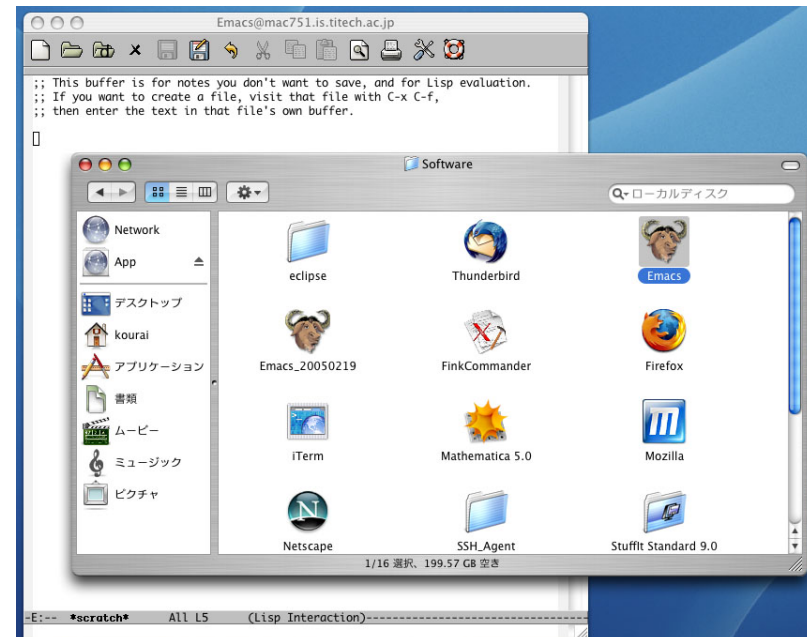 Emacs@mac751.is.titech.ac.jp
;; This buffer is for notes you don't want to save, and for Lisp evaluation.
;; If you want to create a file, visit that file with C-x C-f,
;; then enter the text in that file's own buffer.
Software
ローカルディスク
Network
App
デスクトップ
kourai
アプリケーション
書類
ムービー
ミュージック
ピクチャ
eclipse
Thunderbird
Emacs
Emacs_20050219
FinkCommander
Firefox
iTerm
Mathematica 5.0
Mozilla
Netscape
SSH_Agent
StuffIt Standard 9.0
1/16 選択、199.57 GB 空き
-E:-- *scratch* All L5 (Lisp Interaction)--------------------------------